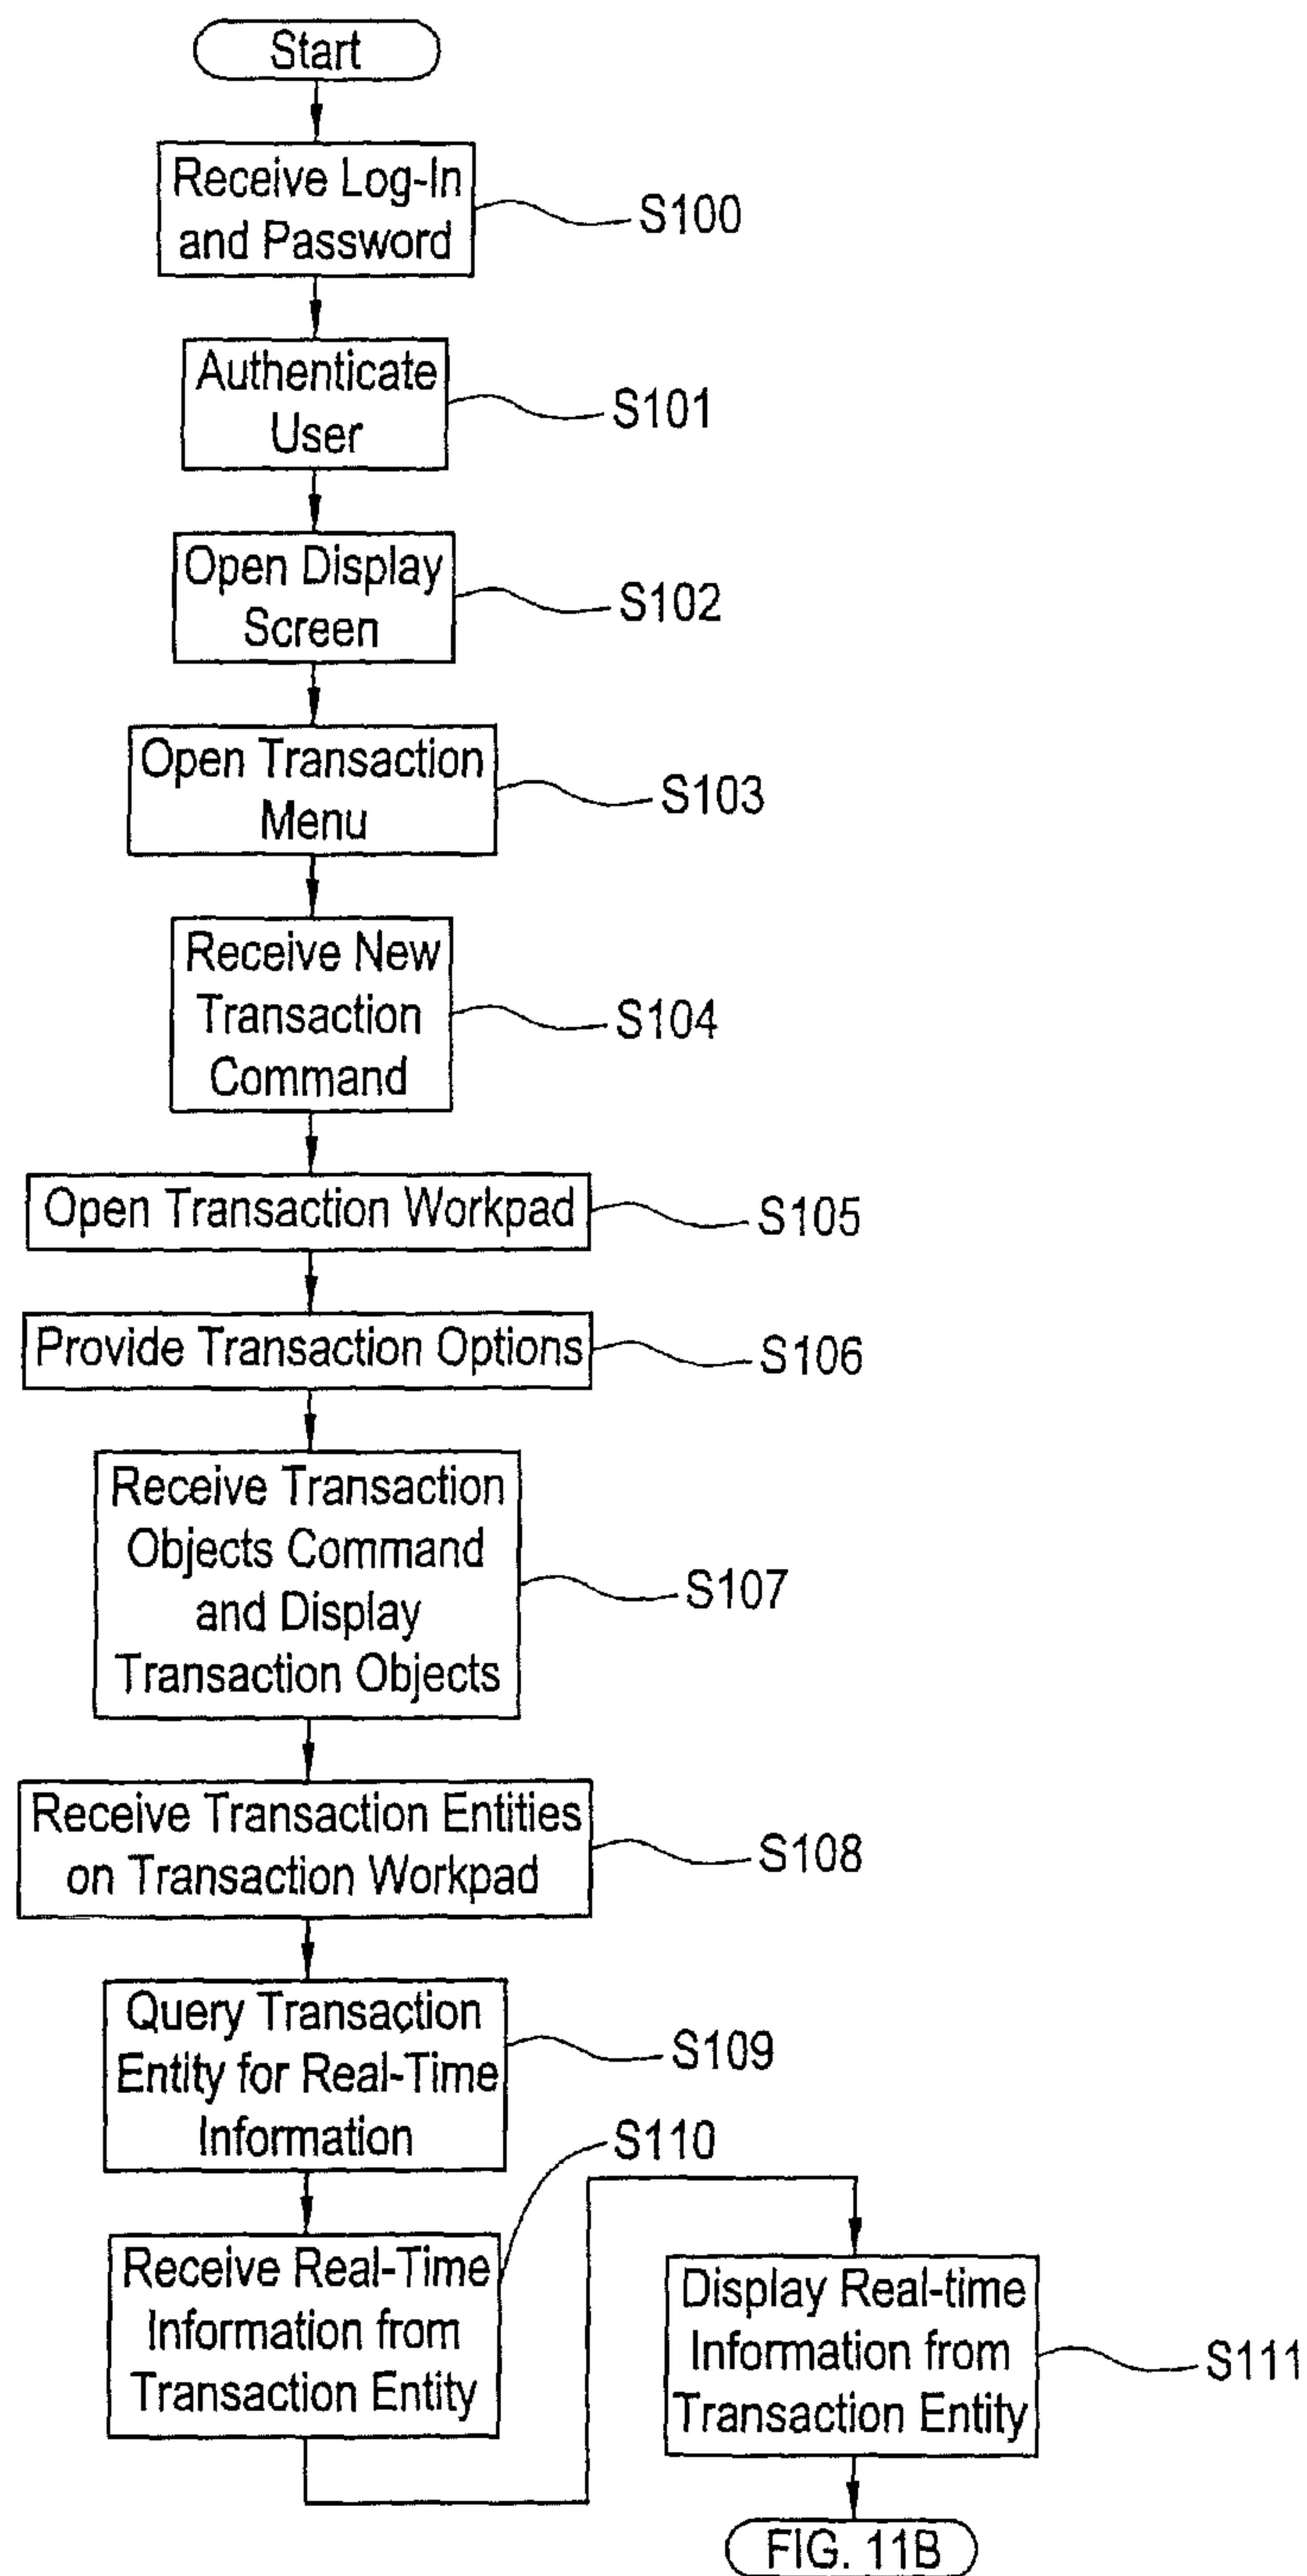 Start
Receive Log-In
and Password
S100
Authenticate
User
S101
Open Display
Screen
S102
Open Transaction
Menu
S103
Receive New
Transaction
Command
S104
Open Transaction Workpad
S105
Provide Transaction Options
S106
Receive Transaction
Objects Command
and Display
Transaction Objects
S107
Receive Transaction Entities
on Transaction Workpad
S108
Query Transaction
Entity for Real-Time
Information
S109
Receive Real-Time
Information from
Transaction Entity
S110
Display Real-time
Information from
Transaction Entity
S111
FIG. 11B